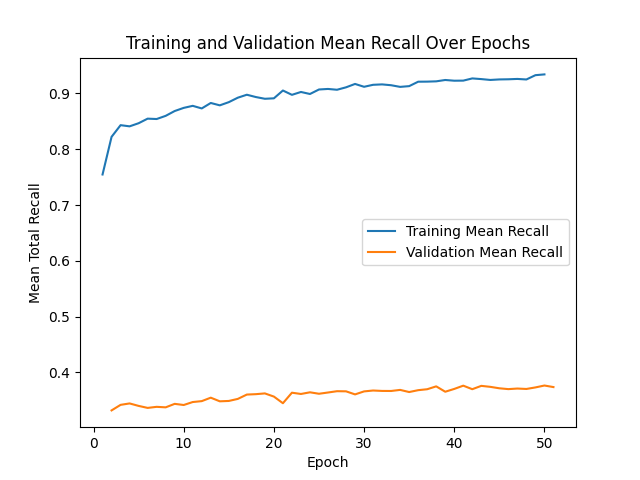 Training and Validation Mean Recall Over Epochs
Mean Total Recall
0.9
0.8
0.7
0.6
0.5
0.4
Training Mean Recall
Validation Mean Recall
0 10 20 30 40 50
Epoch